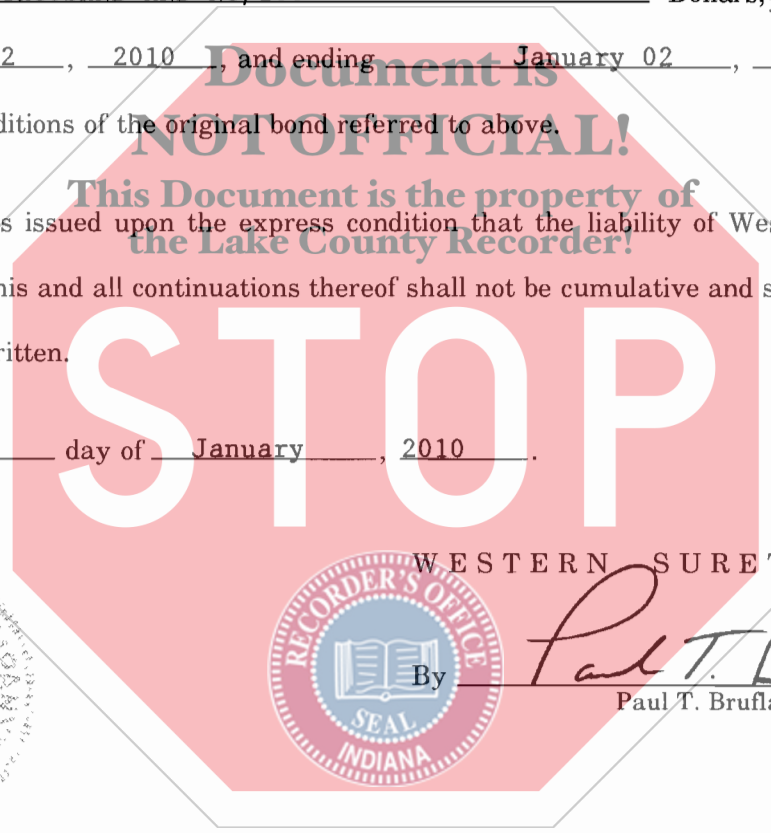 Dollars,
2, 2010, and ending January 02,
Document is
ditions of the original bond referred to above.
NOT OFFICIAL!
This Document is the property of
s issued upon the express condition that the liability of Wes
the Lake County Recorder!
his and all continuations thereof shall not be cumulative and s
ritten.
STOP
day of January, 2010.
WESTERN SURET
RECORDER'S OFFICE
SEAL
INDIANA
By Paul T.
Paul T. Brufla